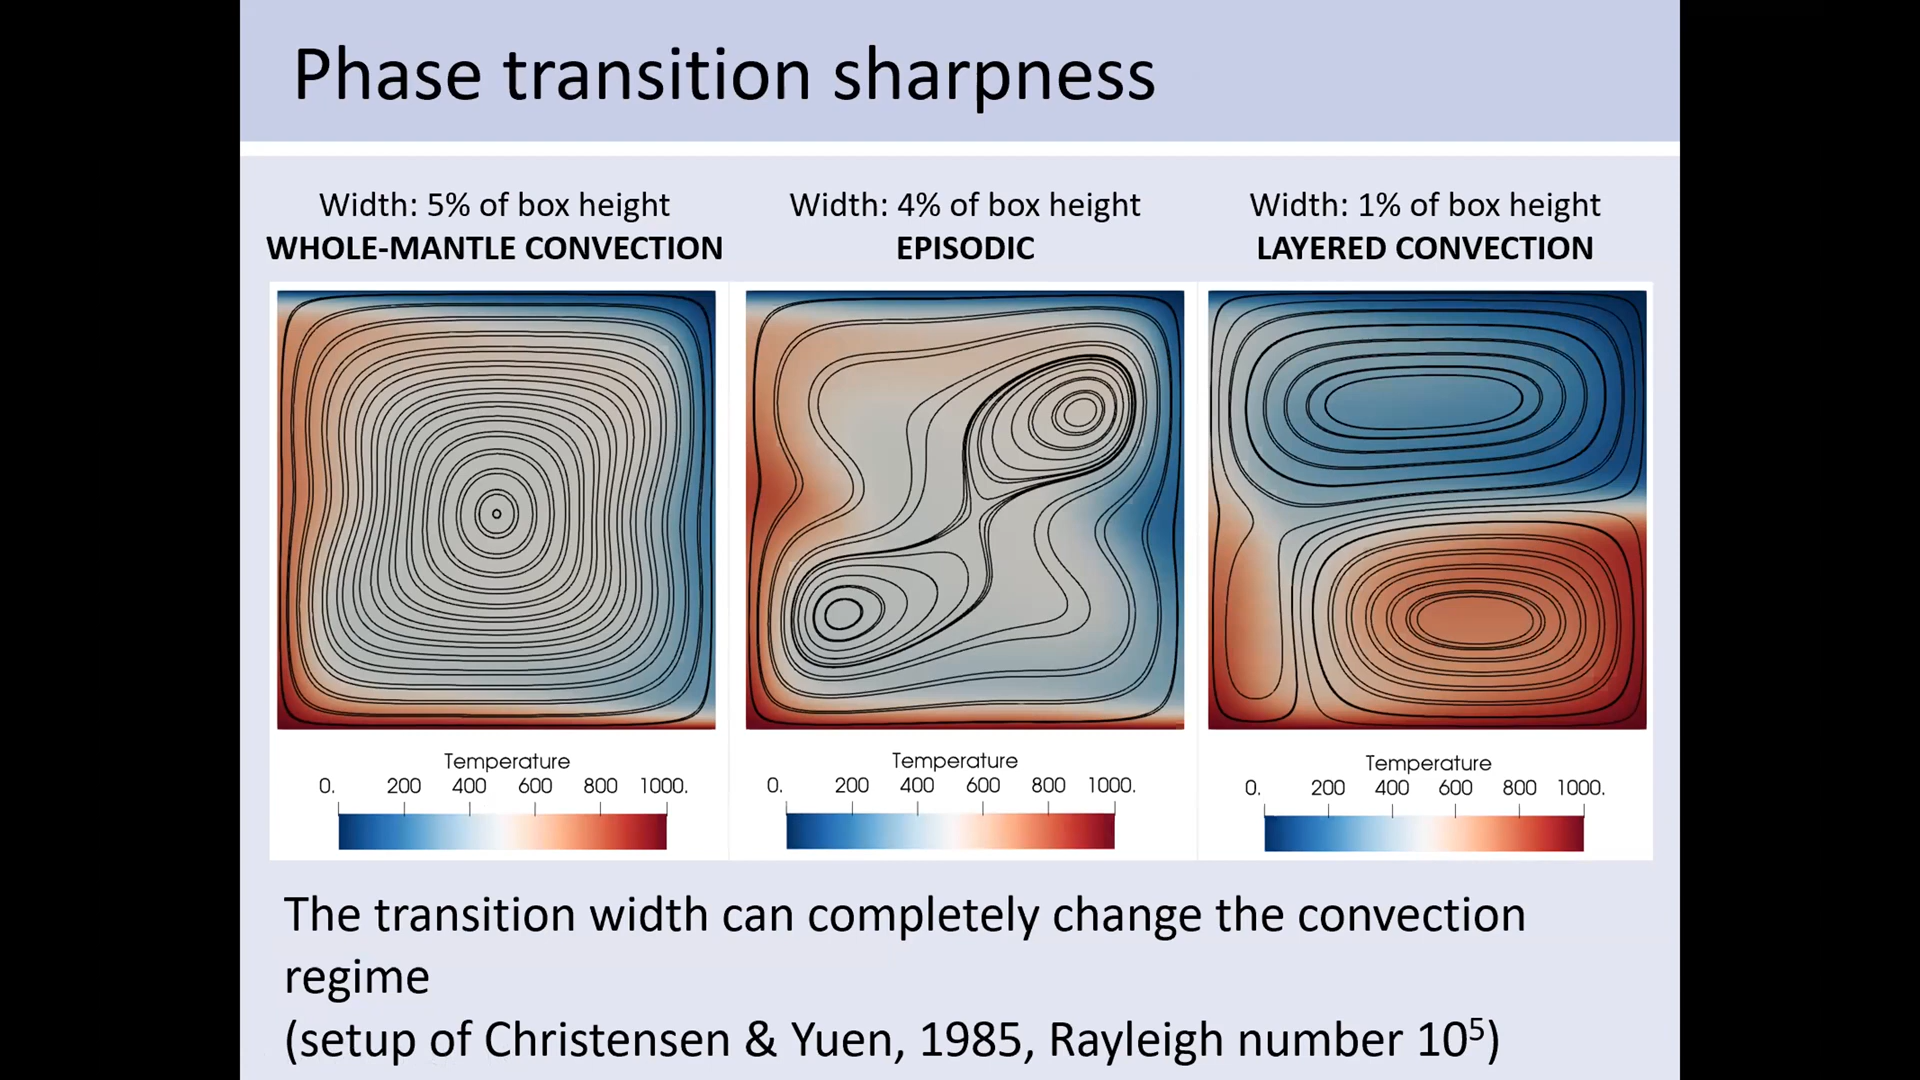 Phase transition sharpness
Width: 5% of box height
WHOLE-MANTLE CONVECTION
Width: 4% of box height
EPISODIC
Width: 1% of box height
LAYERED CONVECTION
Temperature
0. 200 400 600 800 1000.
Temperature
0. 200 400 600 800 1000.
Temperature
0. 200 400 600 800 1000.
The transition width can completely change the convection
regime
(setup of Christensen & Yuen, 1985, Rayleigh number 10⁵)